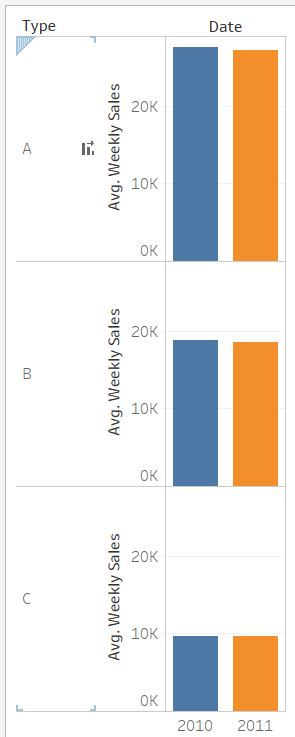 Type
Date
A
Avg. Weekly Sales
20K
10K
0K
B
Avg. Weekly Sales
20K
10K
0K
C
Avg. Weekly Sales
20K
10K
0K
2010 2011